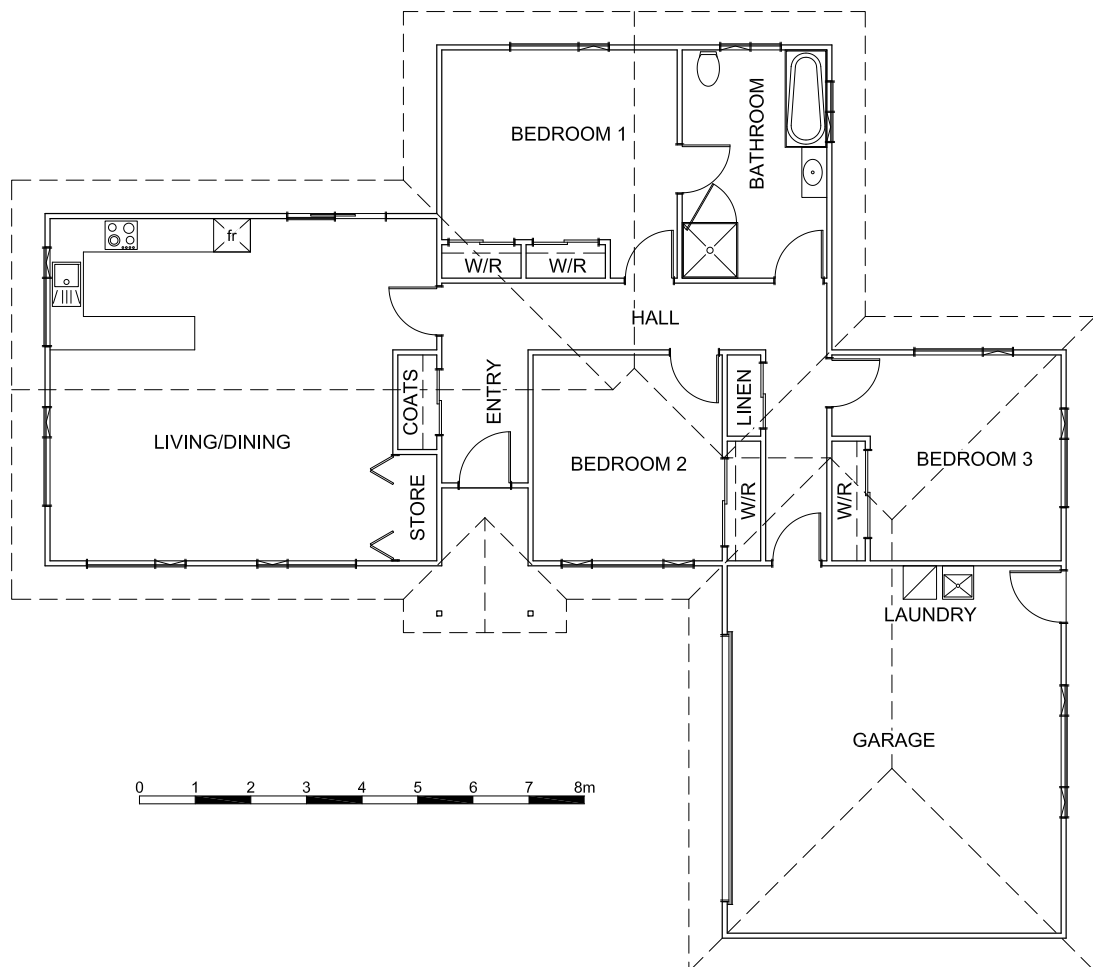 BEDROOM 1
BATHROOM
fr
W/R
W/R
HALL
COATS
ENTRY
LINEN
LIVING/DINING
BEDROOM 2
BEDROOM 3
STORE
W/R
W/R
LAUNDRY
GARAGE
0 1 2 3 4 5 6 7 8m